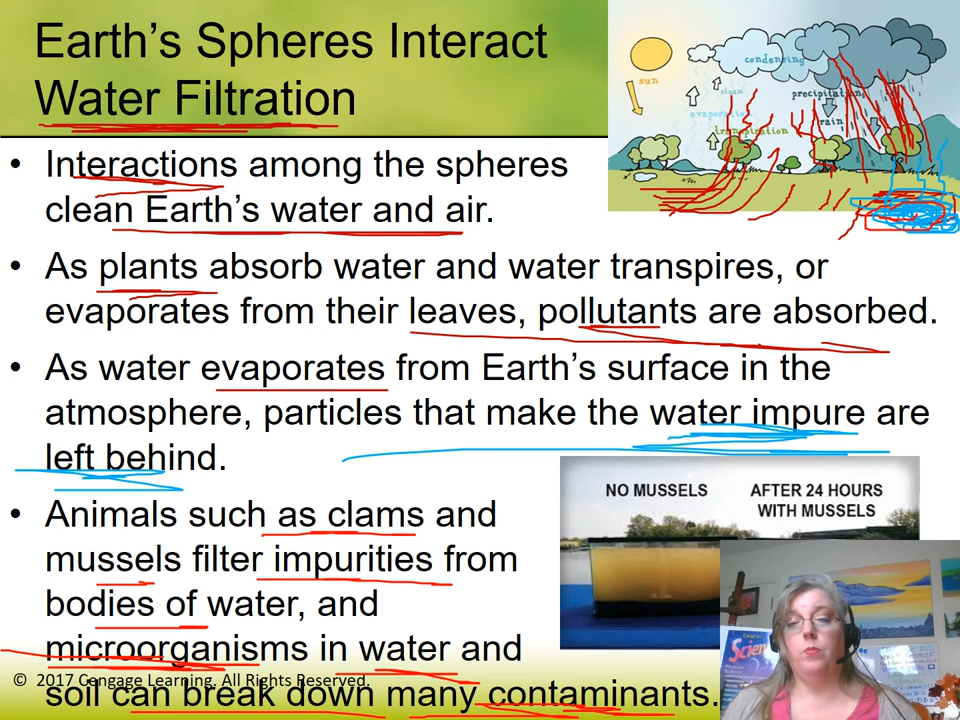 Earth's Spheres Interact
Water Filtration
sun
condensing
steam
evaporation
transpiration
precipitation
rain
• Interactions among the spheres
clean Earth's water and air.
• As plants absorb water and water transpires, or
evaporates from their leaves, pollutants are absorbed.
• As water evaporates from Earth's surface in the
atmosphere, particles that make the water impure are
left behind.
• Animals such as clams and
mussels filter impurities from
bodies of water, and
microorganisms in water and
soil can break down many contaminants.
NO MUSSELS
AFTER 24 HOURS
WITH MUSSELS
© 2017 Cengage Learning. All Rights Reserved.